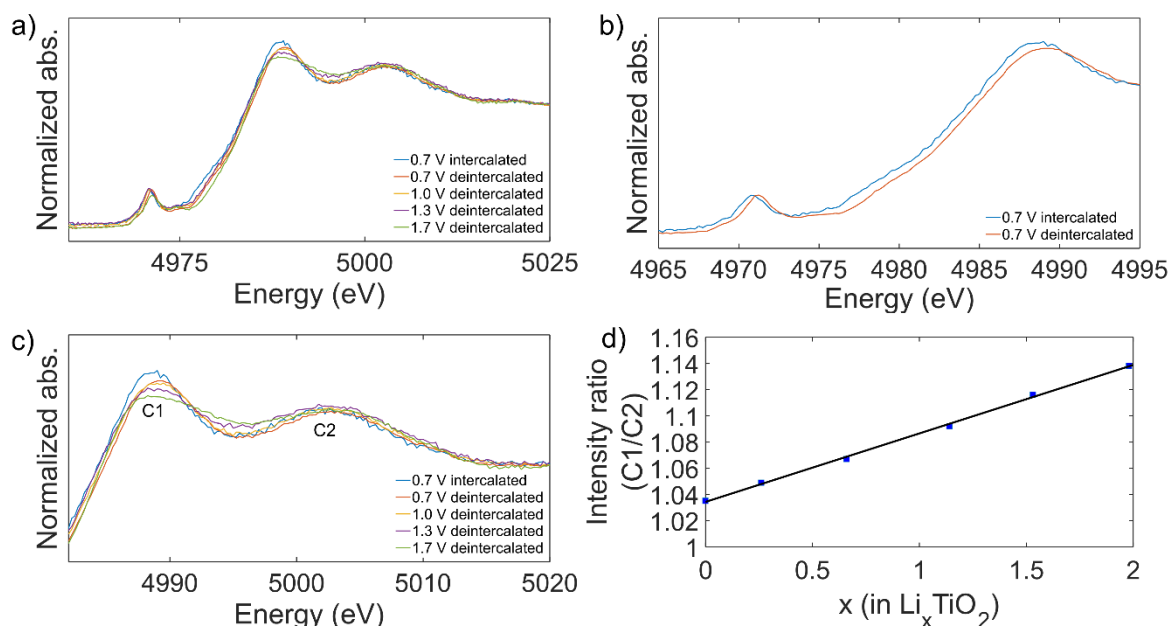 a)
Normalized abs.
0.7 V intercalated
0.7 V deintercalated
1.0 V deintercalated
1.3 V deintercalated
1.7 V deintercalated
4975
5000
5025
Energy (eV)
b)
Normalized abs.
0.7 V intercalated
0.7 V deintercalated
4965
4970
4975
4980
4985
4990
4995
Energy (eV)
c)
Normalized abs.
C1
C2
0.7 V intercalated
0.7 V deintercalated
1.0 V deintercalated
1.3 V deintercalated
1.7 V deintercalated
4990
5000
5010
5020
Energy (eV)
d)
Intensity ratio
(C1/C2)
1.16
1.14
1.12
1.10
1.08
1.06
1.04
1.02
1
0
0.5
1
1.5
2
x (in LixTiO2)